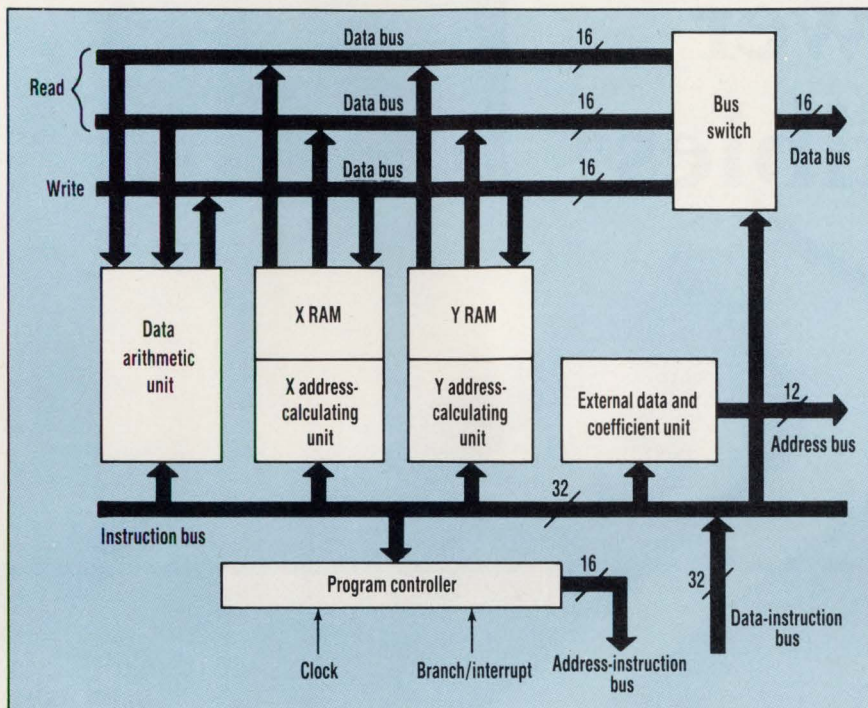 Data bus
16
Read
Data bus
16
Bus
switch
16
Data bus
Write
Data bus
16
Data
arithmetic
unit
X RAM
Y RAM
X address-
calculating
unit
Y address-
calculating
unit
External data and
coefficient unit
12
Address bus
32
Instruction bus
Program controller
16
32
Data-instruction
bus
Clock
Branch/interrupt
Address-instruction
bus